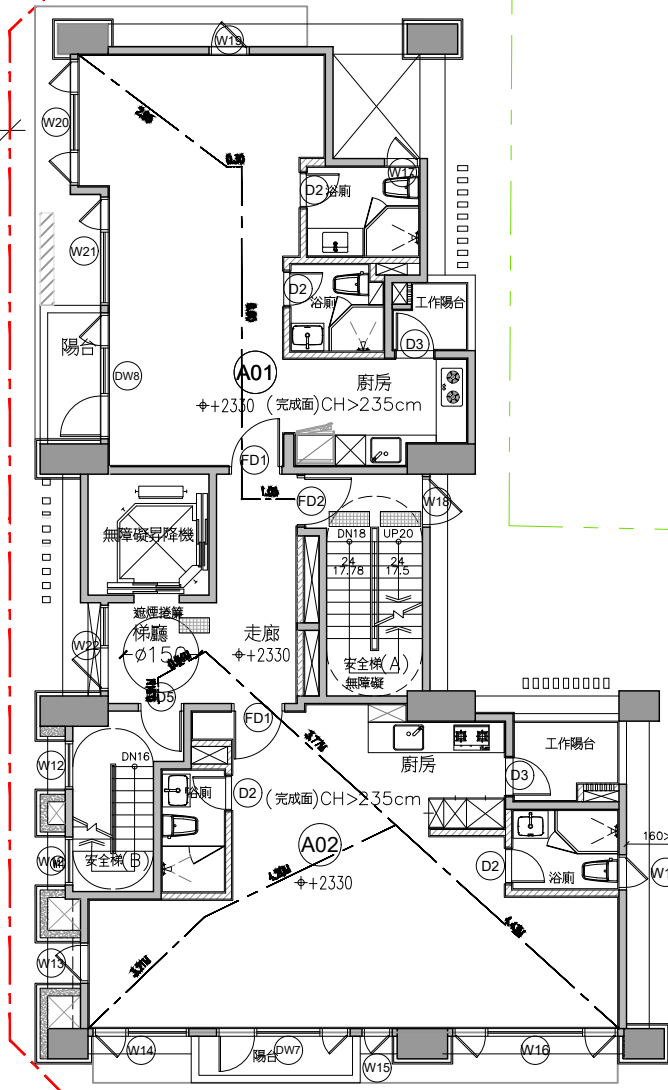 W19
W20
W17
D2
浴廁
W21
D2
浴廁
工作陽台
陽台
D3
DW8
A01
廚房
+2330
(完成面)CH>235cm
FD1
FD2
W18
無障礙昇降機
DN18
UP20
24
17.78
24
17.5
遮煙捲簾
梯廳
走廊
W22
Ø150
+2330
安全梯(A)
無障礙
D5
FD1
W12
DN16
廚房
工作陽台
D3
浴廁
D2
(完成面)CH>235cm
安全梯(B)
A02
D2
160>
浴廁
+2330
W13
W14
陽台
DW7
W15
W16